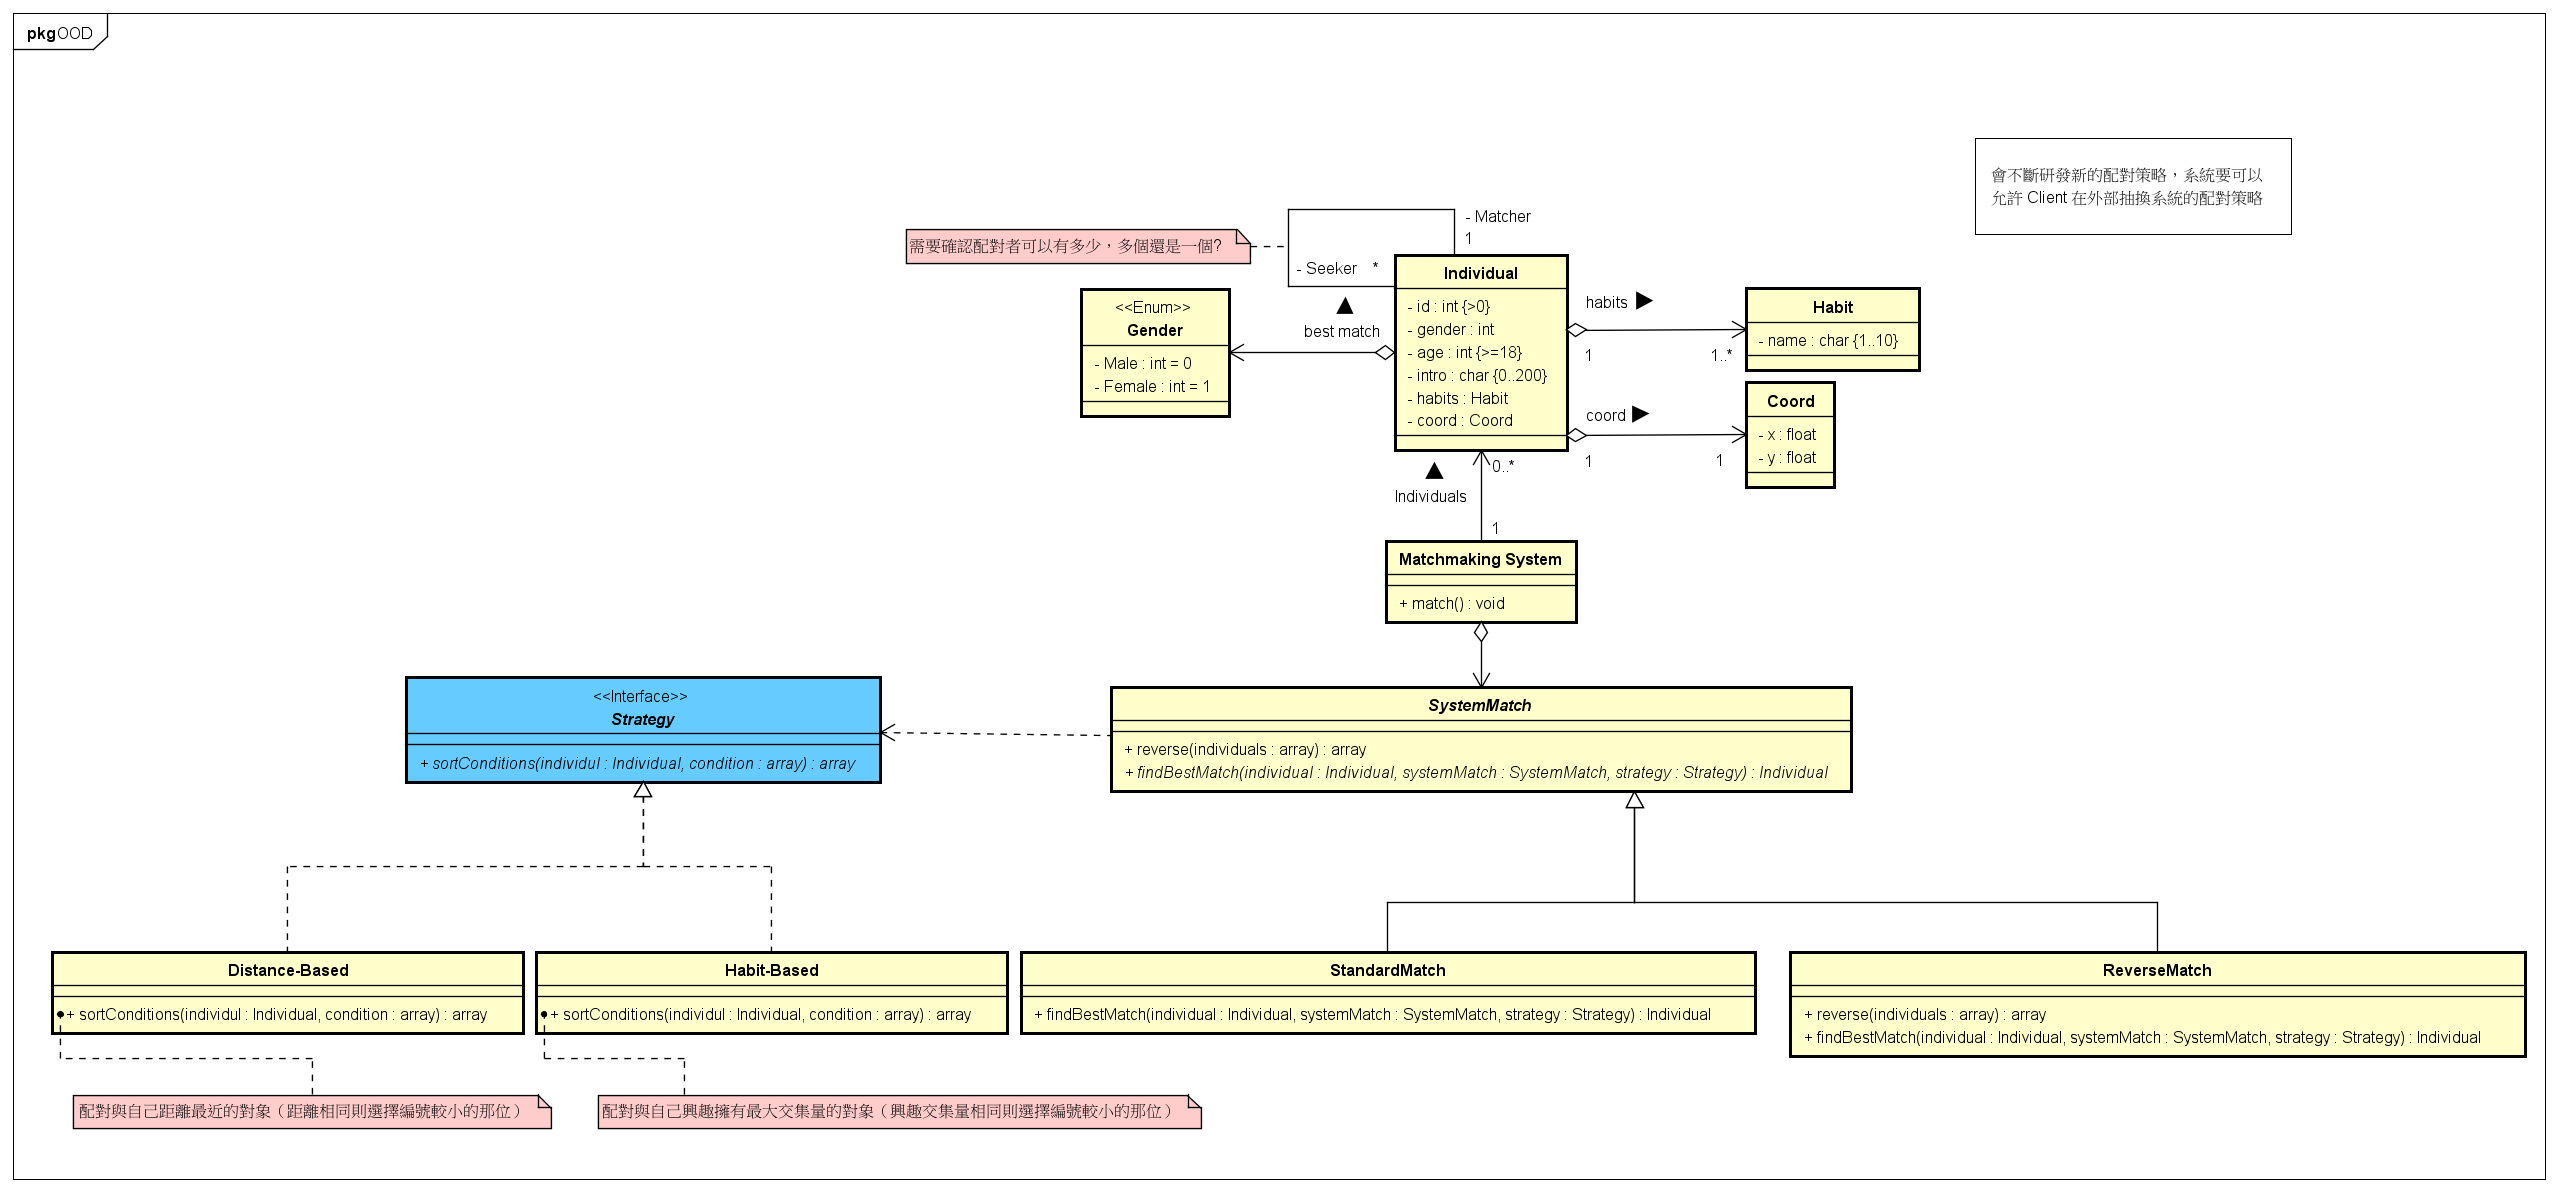 pkg OOD
會不斷研發新的配對策略，系統要可以
允許 Client 在外部抽換系統的配對策略
- Matcher
1
需要確認配對者可以有多少，多個還是一個?
- Seeker *
best match
<<Enum>>
Gender
- Male : int = 0
- Female : int = 1
Individual
- id : int {>0}
- gender : int
- age : int {>=18}
- intro : char {0..200}
- habits : Habit
- coord : Coord
habits
1
1..*
Habit
- name : char {1..10}
coord
1
1
Coord
- x : float
- y : float
0..*
Individuals
1
Matchmaking System
+ match() : void
<<Interface>>
Strategy
+ sortConditions(individul : Individual, condition : array) : array
SystemMatch
+ reverse(individuals : array) : array
+ findBestMatch(individual : Individual, systemMatch : SystemMatch, strategy : Strategy) : Individual
Distance-Based
+ sortConditions(individul : Individual, condition : array) : array
Habit-Based
+ sortConditions(individul : Individual, condition : array) : array
StandardMatch
+ findBestMatch(individual : Individual, systemMatch : SystemMatch, strategy : Strategy) : Individual
ReverseMatch
+ reverse(individuals : array) : array
+ findBestMatch(individual : Individual, systemMatch : SystemMatch, strategy : Strategy) : Individual
配對與自己距離最近的對象（距離相同則選擇編號較小的那位）
配對與自己興趣擁有最大交集量的對象（興趣交集量相同則選擇編號較小的那位）